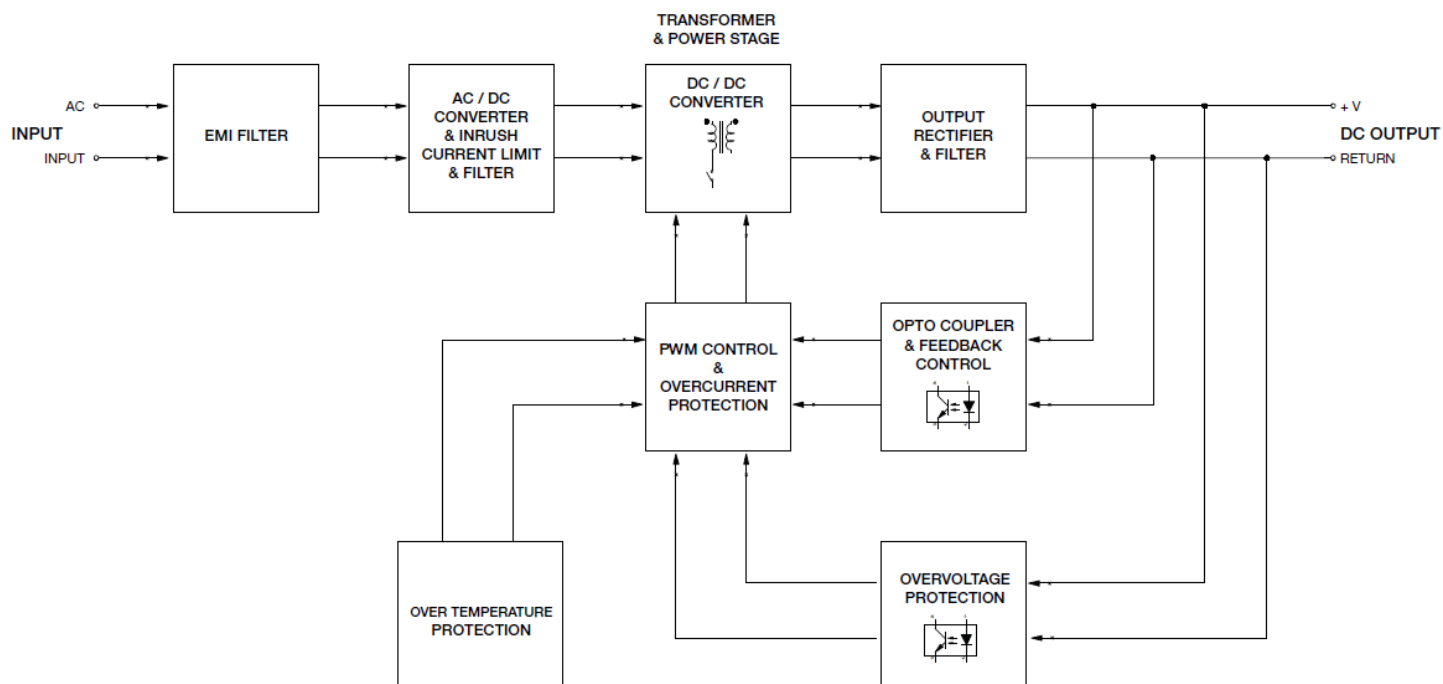 TRANSFORMER
& POWER STAGE
AC
INPUT
INPUT
EMI FILTER
AC / DC
CONVERTER
& INRUSH
CURRENT LIMIT
& FILTER
DC / DC
CONVERTER
OUTPUT
RECTIFIER
& FILTER
+ V
DC OUTPUT
RETURN
PWM CONTROL
&
OVERCURRENT
PROTECTION
OPTO COUPLER
& FEEDBACK
CONTROL
OVER TEMPERATURE
PROTECTION
OVERVOLTAGE
PROTECTION